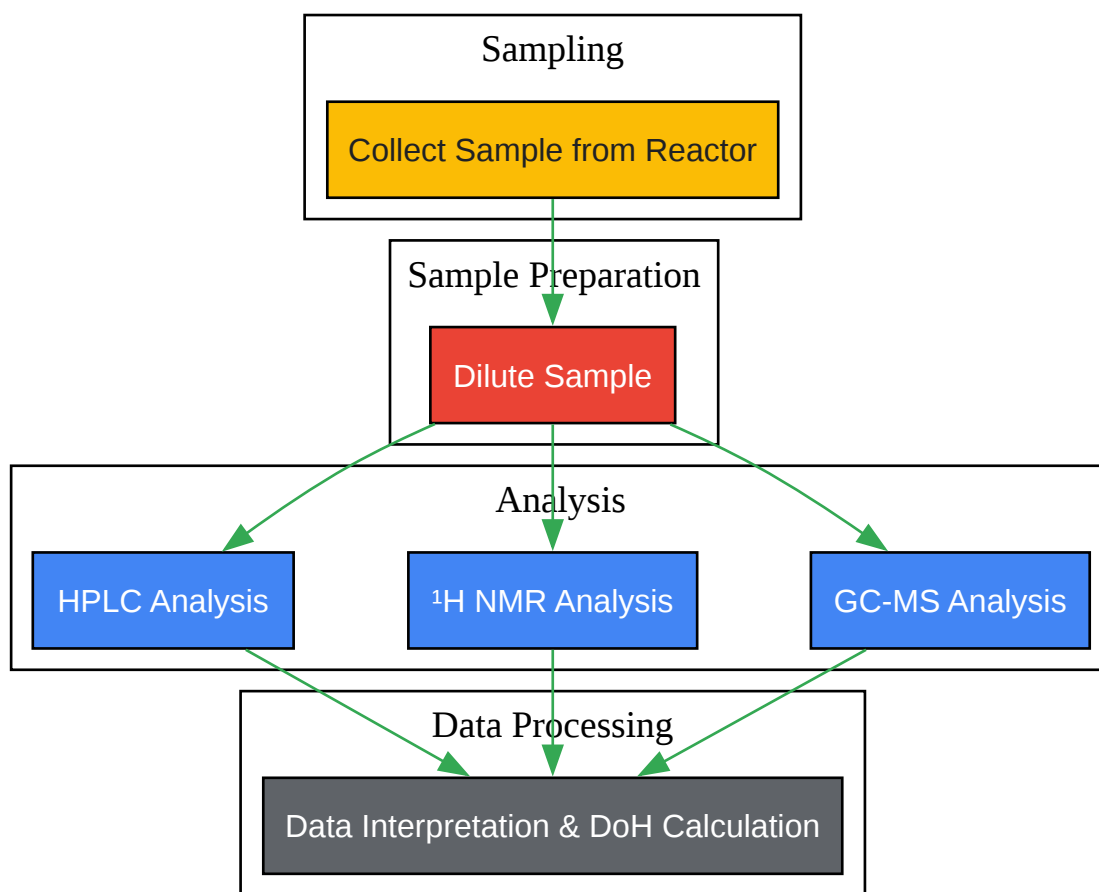 Sampling
Collect Sample from Reactor
Sample Preparation
Dilute Sample
Analysis
HPLC Analysis
¹H NMR Analysis
GC-MS Analysis
Data Processing
Data Interpretation & DoH Calculation